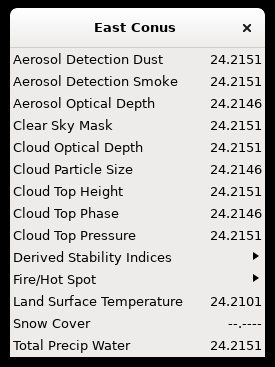 East Conus ×
Aerosol Detection Dust 24.2151
Aerosol Detection Smoke 24.2151
Aerosol Optical Depth 24.2146
Clear Sky Mask 24.2151
Cloud Optical Depth 24.2151
Cloud Particle Size 24.2146
Cloud Top Height 24.2151
Cloud Top Phase 24.2146
Cloud Top Pressure 24.2151
Derived Stability Indices
Fire/Hot Spot
Land Surface Temperature 24.2101
Snow Cover --.----
Total Precip Water 24.2151